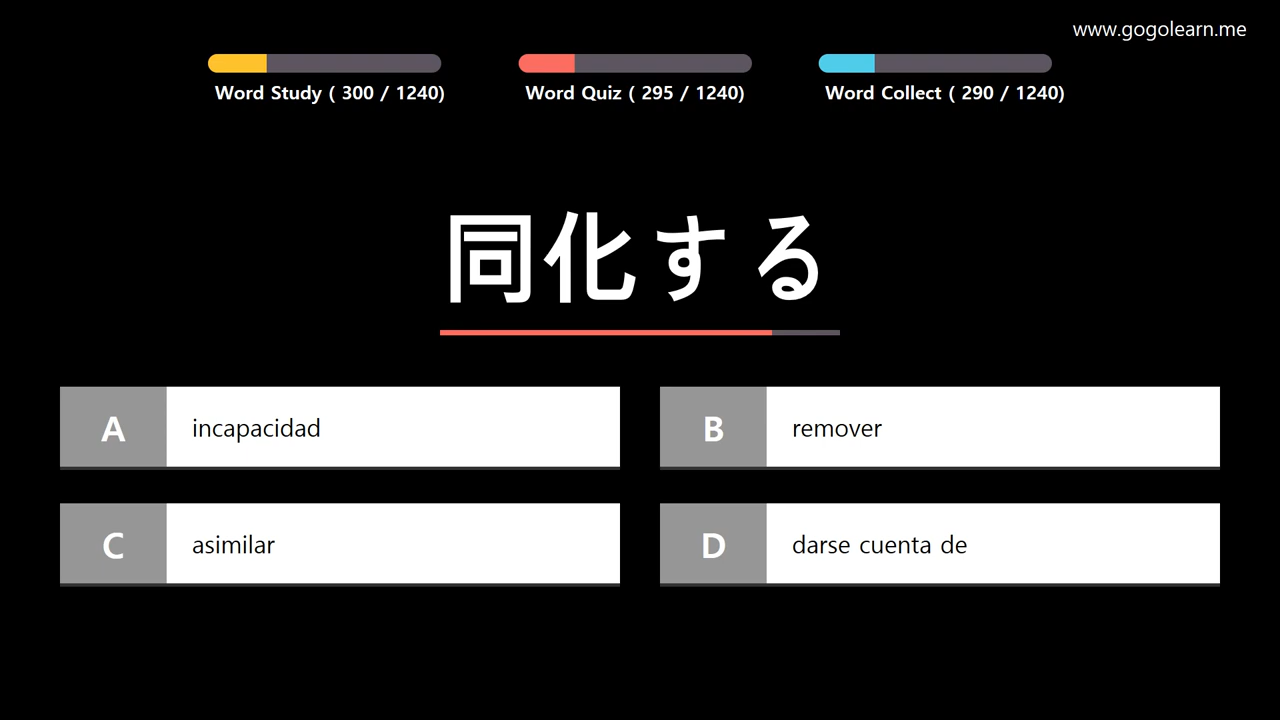 www.gogolearn.me
Word Study ( 300 / 1240)
Word Quiz ( 295 / 1240)
Word Collect ( 290 / 1240)
同化する
A
incapacidad
B
remover
C
asimilar
D
darse cuenta de